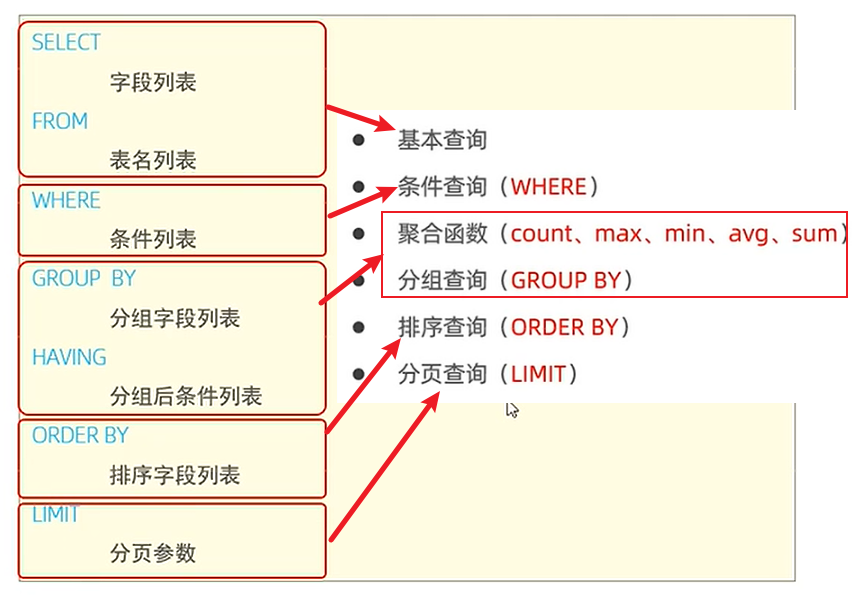 SELECT
字段列表
FROM
表名列表
WHERE
条件列表
GROUP BY
分组字段列表
HAVING
分组后条件列表
ORDER BY
排序字段列表
LIMIT
分页参数
● 基本查询
● 条件查询（WHERE）
● 聚合函数（count、max、min、avg、sum）
● 分组查询（GROUP BY）
● 排序查询（ORDER BY）
● 分页查询（LIMIT）